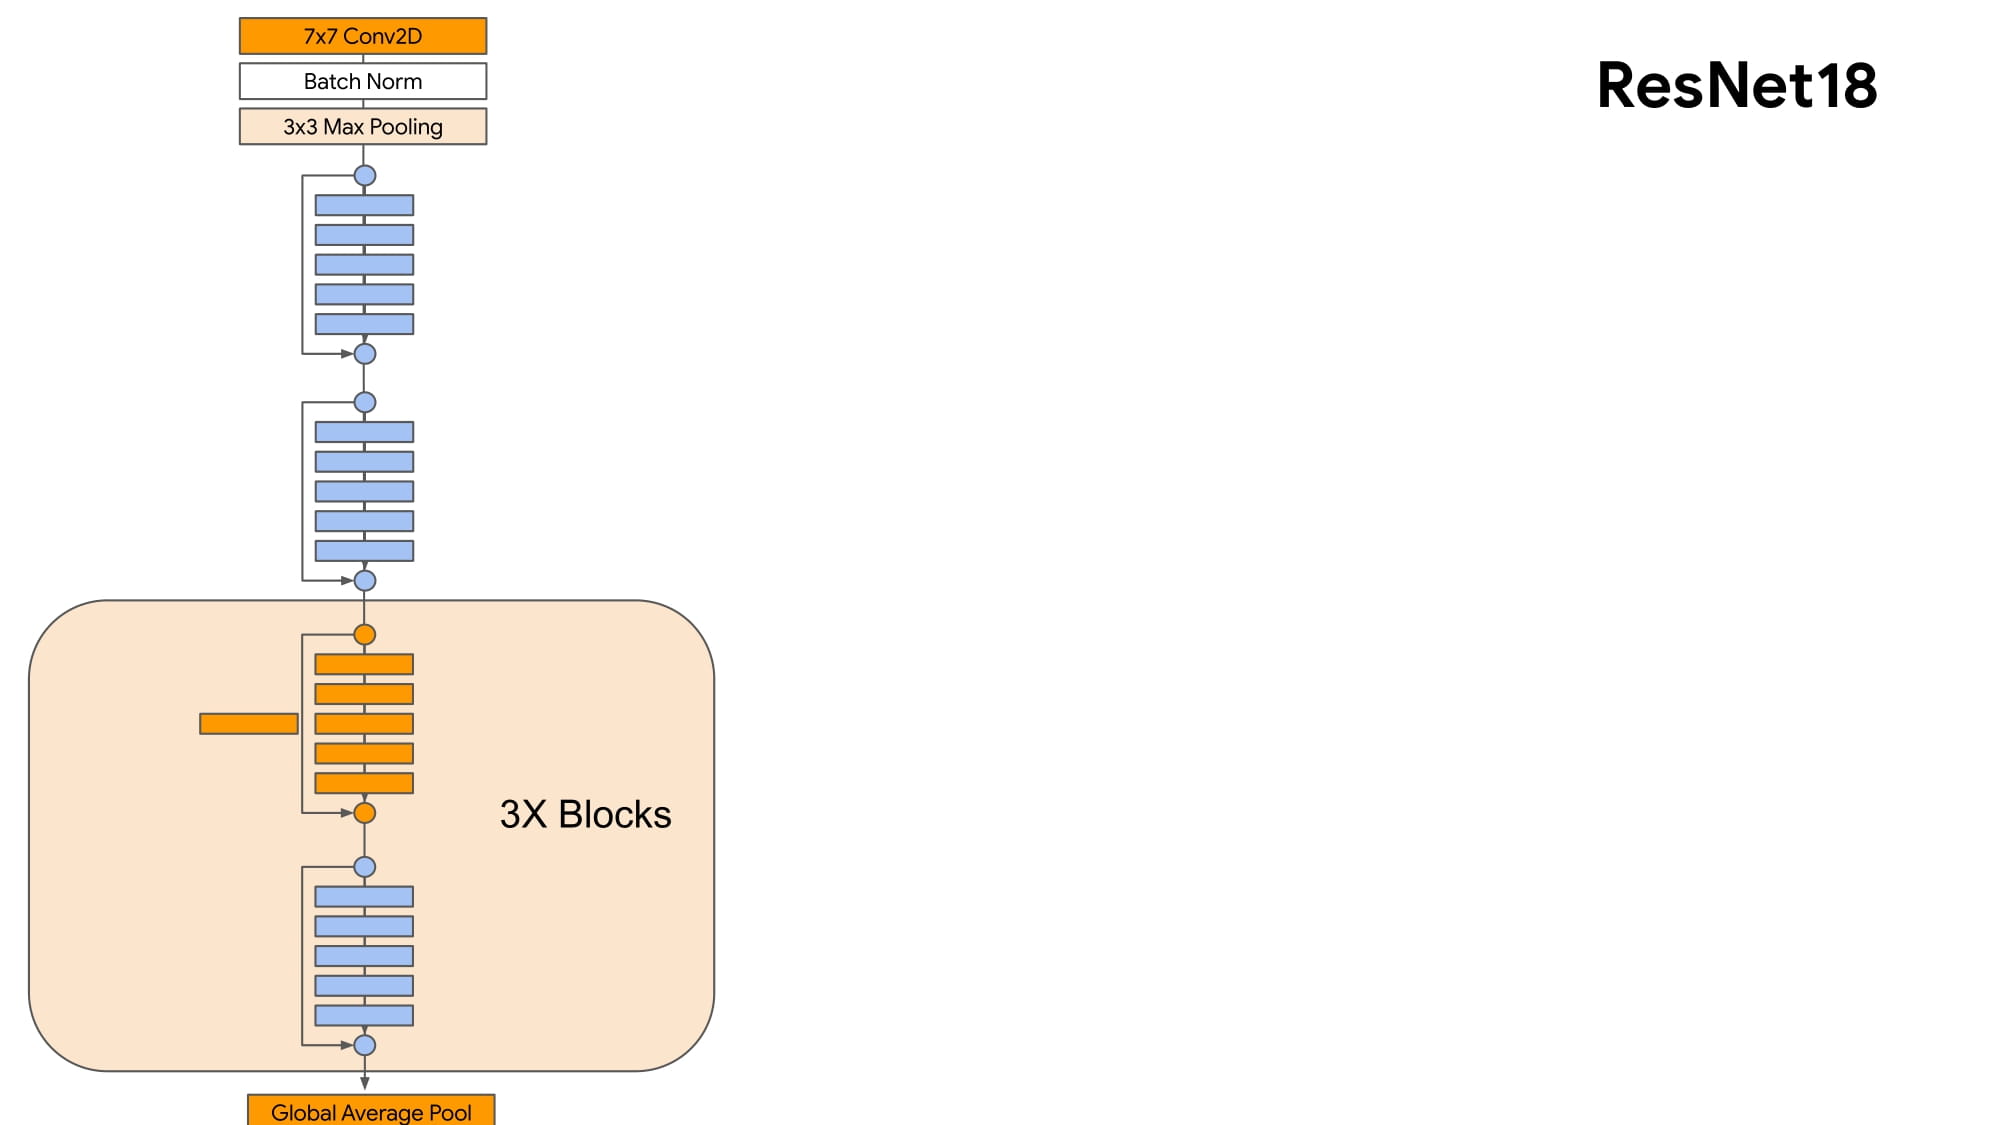 7x7 Conv2D
ResNet18
Batch Norm
3x3 Max Pooling
3X Blocks
Global Average Pool